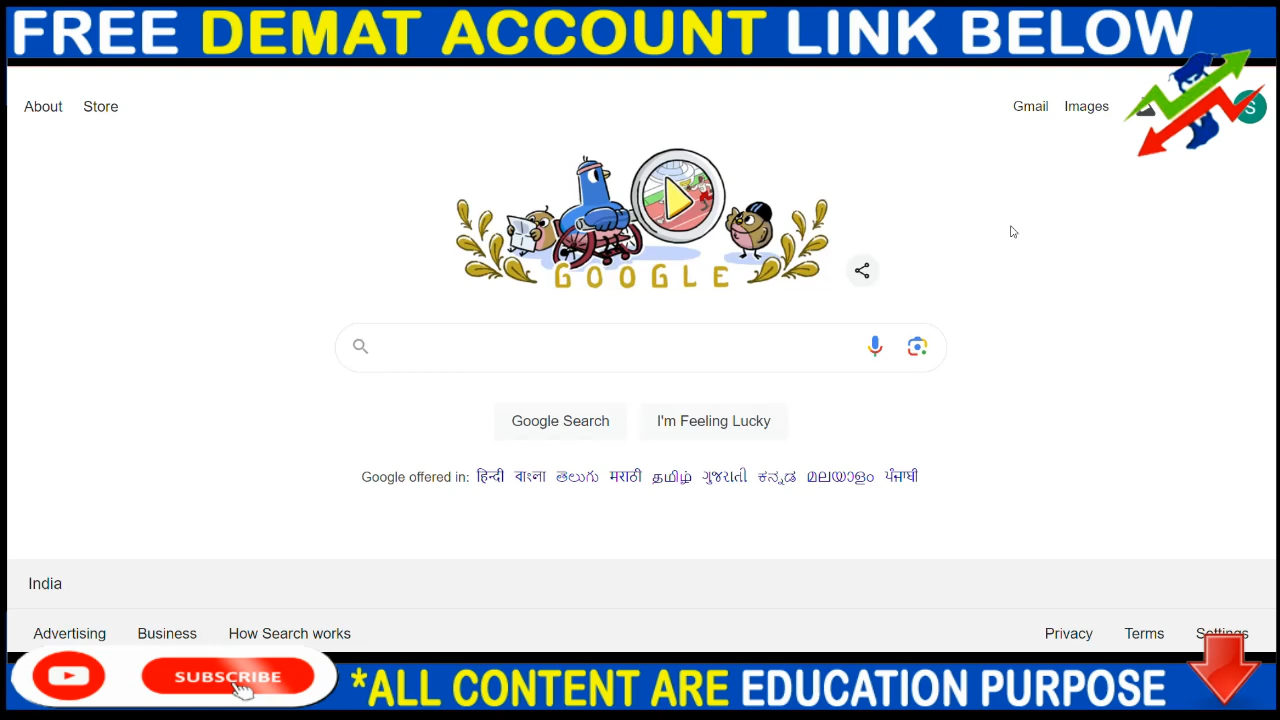 FREE DEMAT ACCOUNT LINK BELOW
About Store Gmail Images S
GOOGLE
Google Search I'm Feeling Lucky
Google offered in: हिन्दी বাংলা తెలుగు मराठी தமிழ் ગુજરાતી ಕನ್ನಡ മലയാളം ਪੰਜਾਬੀ
India
Advertising Business How Search works Privacy Terms Settings
SUBSCRIBE
*ALL CONTENT ARE EDUCATION PURPOSE